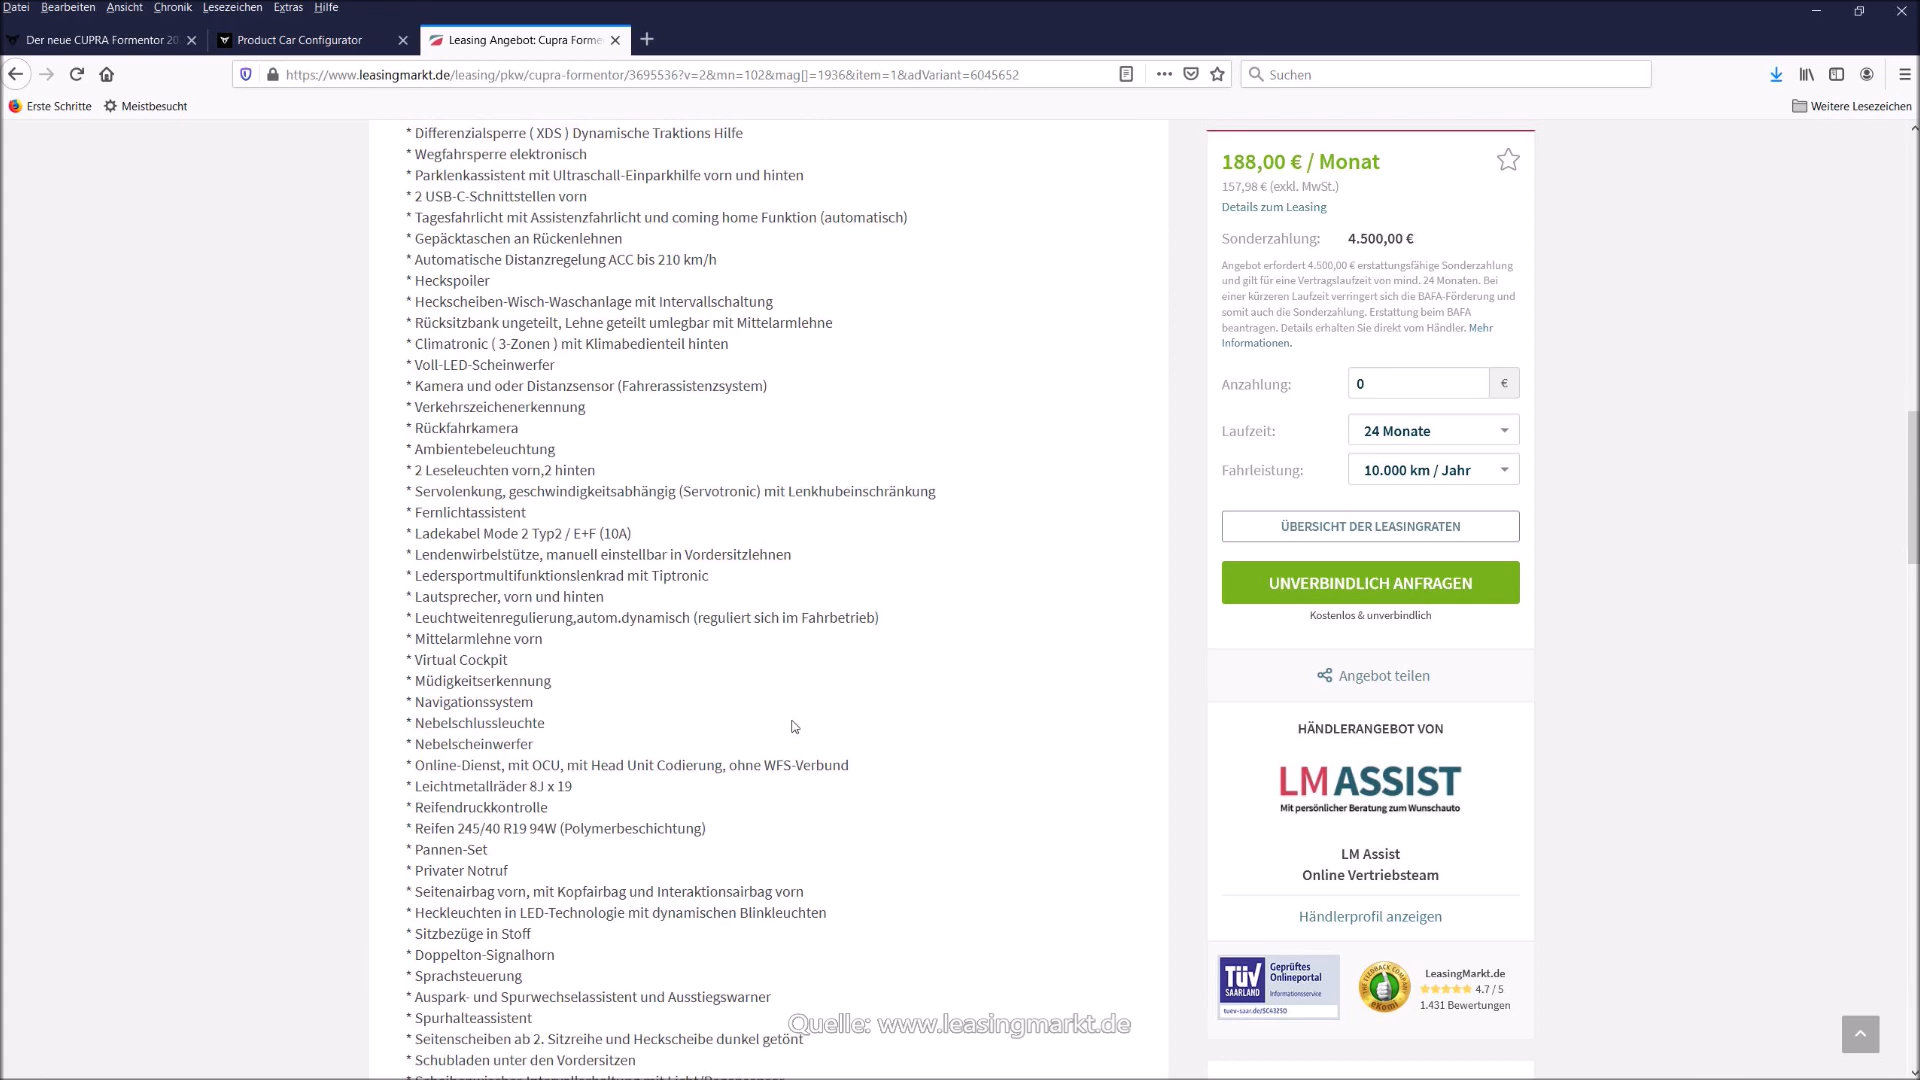 Datei Bearbeiten Ansicht Chronik Lesezeichen Extras Hilfe
Der neue CUPRA Formentor 20
Product Car Configurator
Leasing Angebot: Cupra Forme
https://www.leasingmarkt.de/leasing/pkw/cupra-formentor/3695536?v=2&mn=102&mag[]=1936&item=1&adVariant=6045652
Suchen
Erste Schritte
Meistbesucht
Weitere Lesezeichen
* Differenzialsperre ( XDS ) Dynamische Traktions Hilfe
* Wegfahrsperre elektronisch
* Parklenkassistent mit Ultraschall-Einparkhilfe vorn und hinten
* 2 USB-C-Schnittstellen vorn
* Tagesfahrlicht mit Assistenzfahrlicht und coming home Funktion (automatisch)
* Gepäcktaschen an Rückenlehnen
* Automatische Distanzregelung ACC bis 210 km/h
* Heckspoiler
* Heckscheiben-Wisch-Waschanlage mit Intervallschaltung
* Rücksitzbank ungeteilt, Lehne geteilt umlegbar mit Mittelarmlehne
* Climatronic ( 3-Zonen ) mit Klimabedienteil hinten
* Voll-LED-Scheinwerfer
* Kamera und oder Distanzsensor (Fahrerassistenzsystem)
* Verkehrszeichenerkennung
* Rückfahrkamera
* Ambientebeleuchtung
* 2 Leseleuchten vorn,2 hinten
* Servolenkung, geschwindigkeitsabhängig (Servotronic) mit Lenkhubeinschränkung
* Fernlichtassistent
* Ladekabel Mode 2 Typ2 / E+F (10A)
* Lendenwirbelstütze, manuell einstellbar in Vordersitzlehnen
* Ledersportmultifunktionslenkrad mit Tiptronic
* Lautsprecher, vorn und hinten
* Leuchtweitenregulierung,autom.dynamisch (reguliert sich im Fahrbetrieb)
* Mittelarmlehne vorn
* Virtual Cockpit
* Müdigkeitserkennung
* Navigationssystem
* Nebelschlussleuchte
* Nebelscheinwerfer
* Online-Dienst, mit OCU, mit Head Unit Codierung, ohne WFS-Verbund
* Leichtmetallräder 8J x 19
* Reifendruckkontrolle
* Reifen 245/40 R19 94W (Polymerbeschichtung)
* Pannen-Set
* Privater Notruf
* Seitenairbag vorn, mit Kopfairbag und Interaktionsairbag vorn
* Heckleuchten in LED-Technologie mit dynamischen Blinkleuchten
* Sitzbezüge in Stoff
* Doppelton-Signalhorn
* Sprachsteuerung
* Auspark- und Spurwechselassistent und Ausstiegswarner
* Spurhalteassistent
* Seitenscheiben ab 2. Sitzreihe und Heckscheibe dunkel getönt
* Schubladen unter den Vordersitzen
188,00 € / Monat
157,98 € (exkl. MwSt.)
Details zum Leasing
Sonderzahlung: 4.500,00 €
Angebot erfordert 4.500,00 € erstattungsfähige Sonderzahlung
und gilt für eine Vertragslaufzeit von mind. 24 Monaten. Bei
einer kürzeren Laufzeit verringert sich die BAFA-Förderung und
somit auch die Sonderzahlung. Erstattung beim BAFA
beantragen. Details erhalten Sie direkt vom Händler. Mehr
Informationen.
Anzahlung: 0 €
Laufzeit: 24 Monate
Fahrleistung: 10.000 km / Jahr
ÜBERSICHT DER LEASINGRATEN
UNVERBINDLICH ANFRAGEN
Kostenlos & unverbindlich
Angebot teilen
HÄNDLERANGEBOT VON
LM ASSIST
Mit persönlicher Beratung zum Wunschauto
LM Assist
Online Vertriebsteam
Händlerprofil anzeigen
TÜV
SAARLAND
Geprüftes
Onlineportal
Informationsservice
tuev-saar.de/SC43250
FEEDBACK COMPANY
eKomi
LeasingMarkt.de
4.7 / 5
1.431 Bewertungen
Quelle: www.leasingmarkt.de